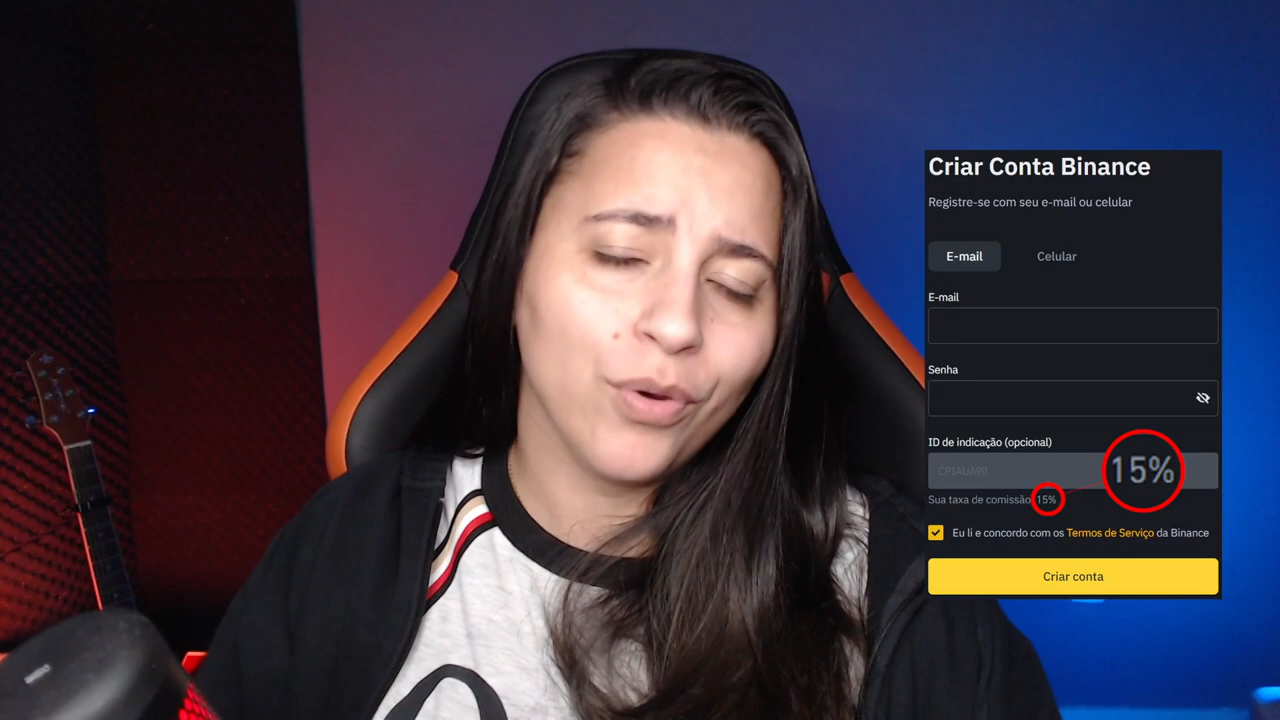 Criar Conta Binance
Registre-se com seu e-mail ou celular
E-mail
Celular
E-mail
Senha
ID de indicação (opcional)
CPIAUA90
15%
Sua taxa de comissão 15%
Eu li e concordo com os Termos de Serviço da Binance
Criar conta